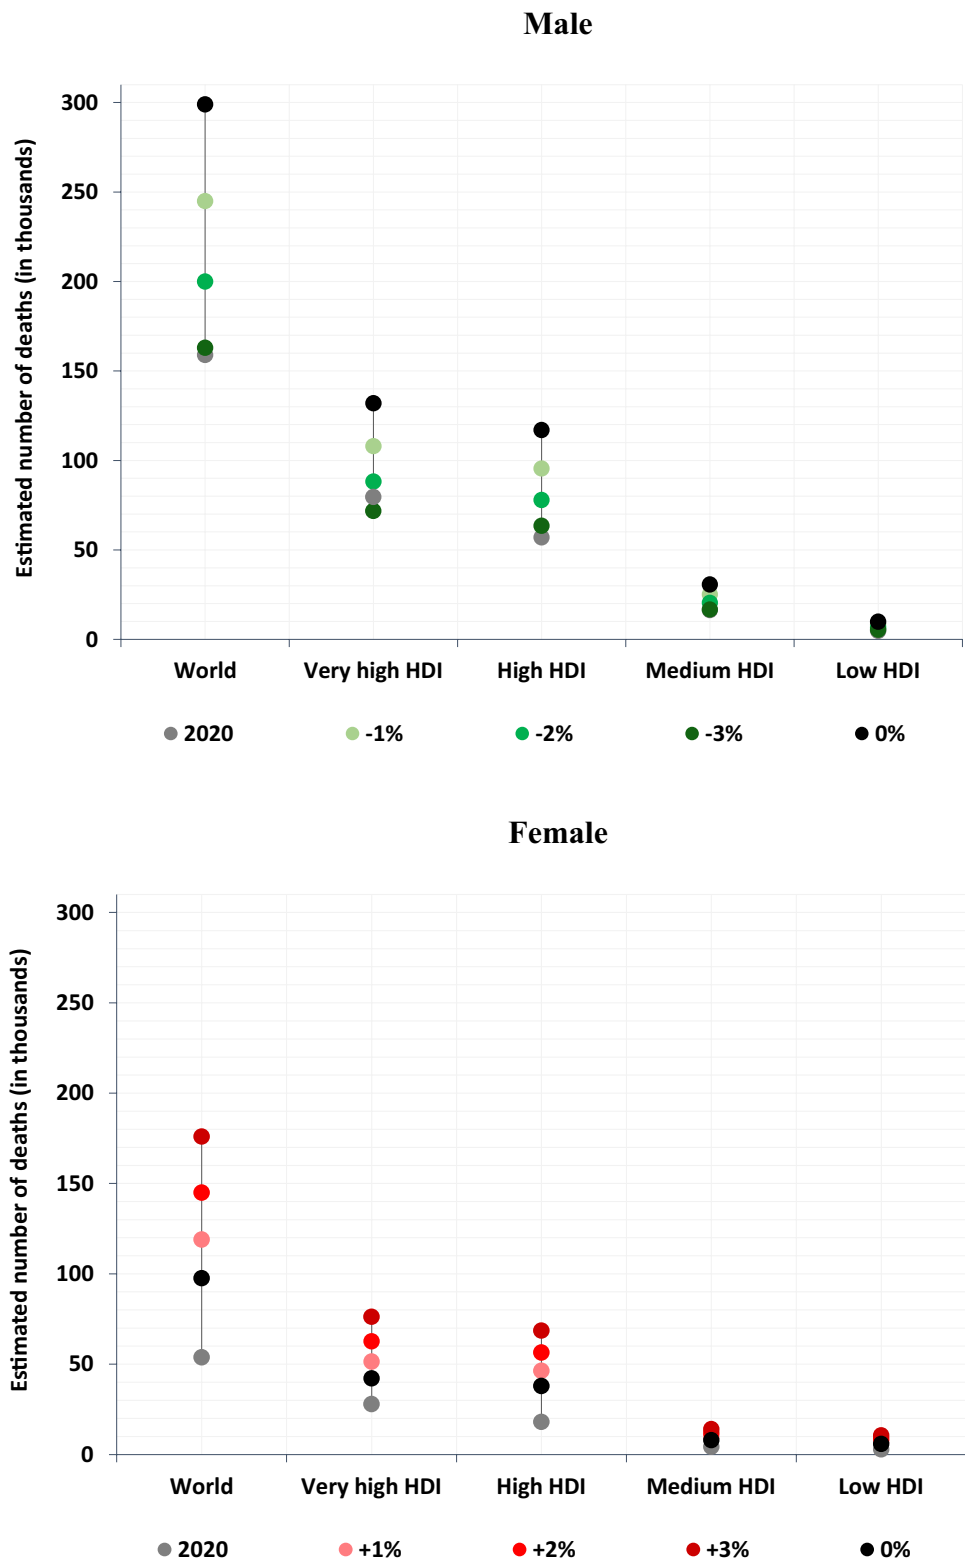 Male
Estimated number of deaths (in thousands)
300
250
200
150
100
50
0
World Very high HDI High HDI Medium HDI Low HDI
2020 -1% -2% -3% 0%
Female
Estimated number of deaths (in thousands)
300
250
200
150
100
50
0
World Very high HDI High HDI Medium HDI Low HDI
2020 +1% +2% +3% 0%